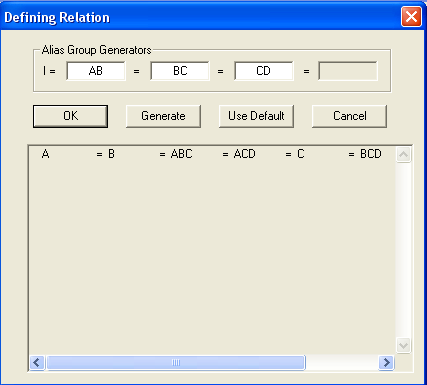 Defining Relation
Alias Group Generators
I = AB = BC = CD =
OK Generate Use Default Cancel
A = B = ABC = ACD = C = BCD